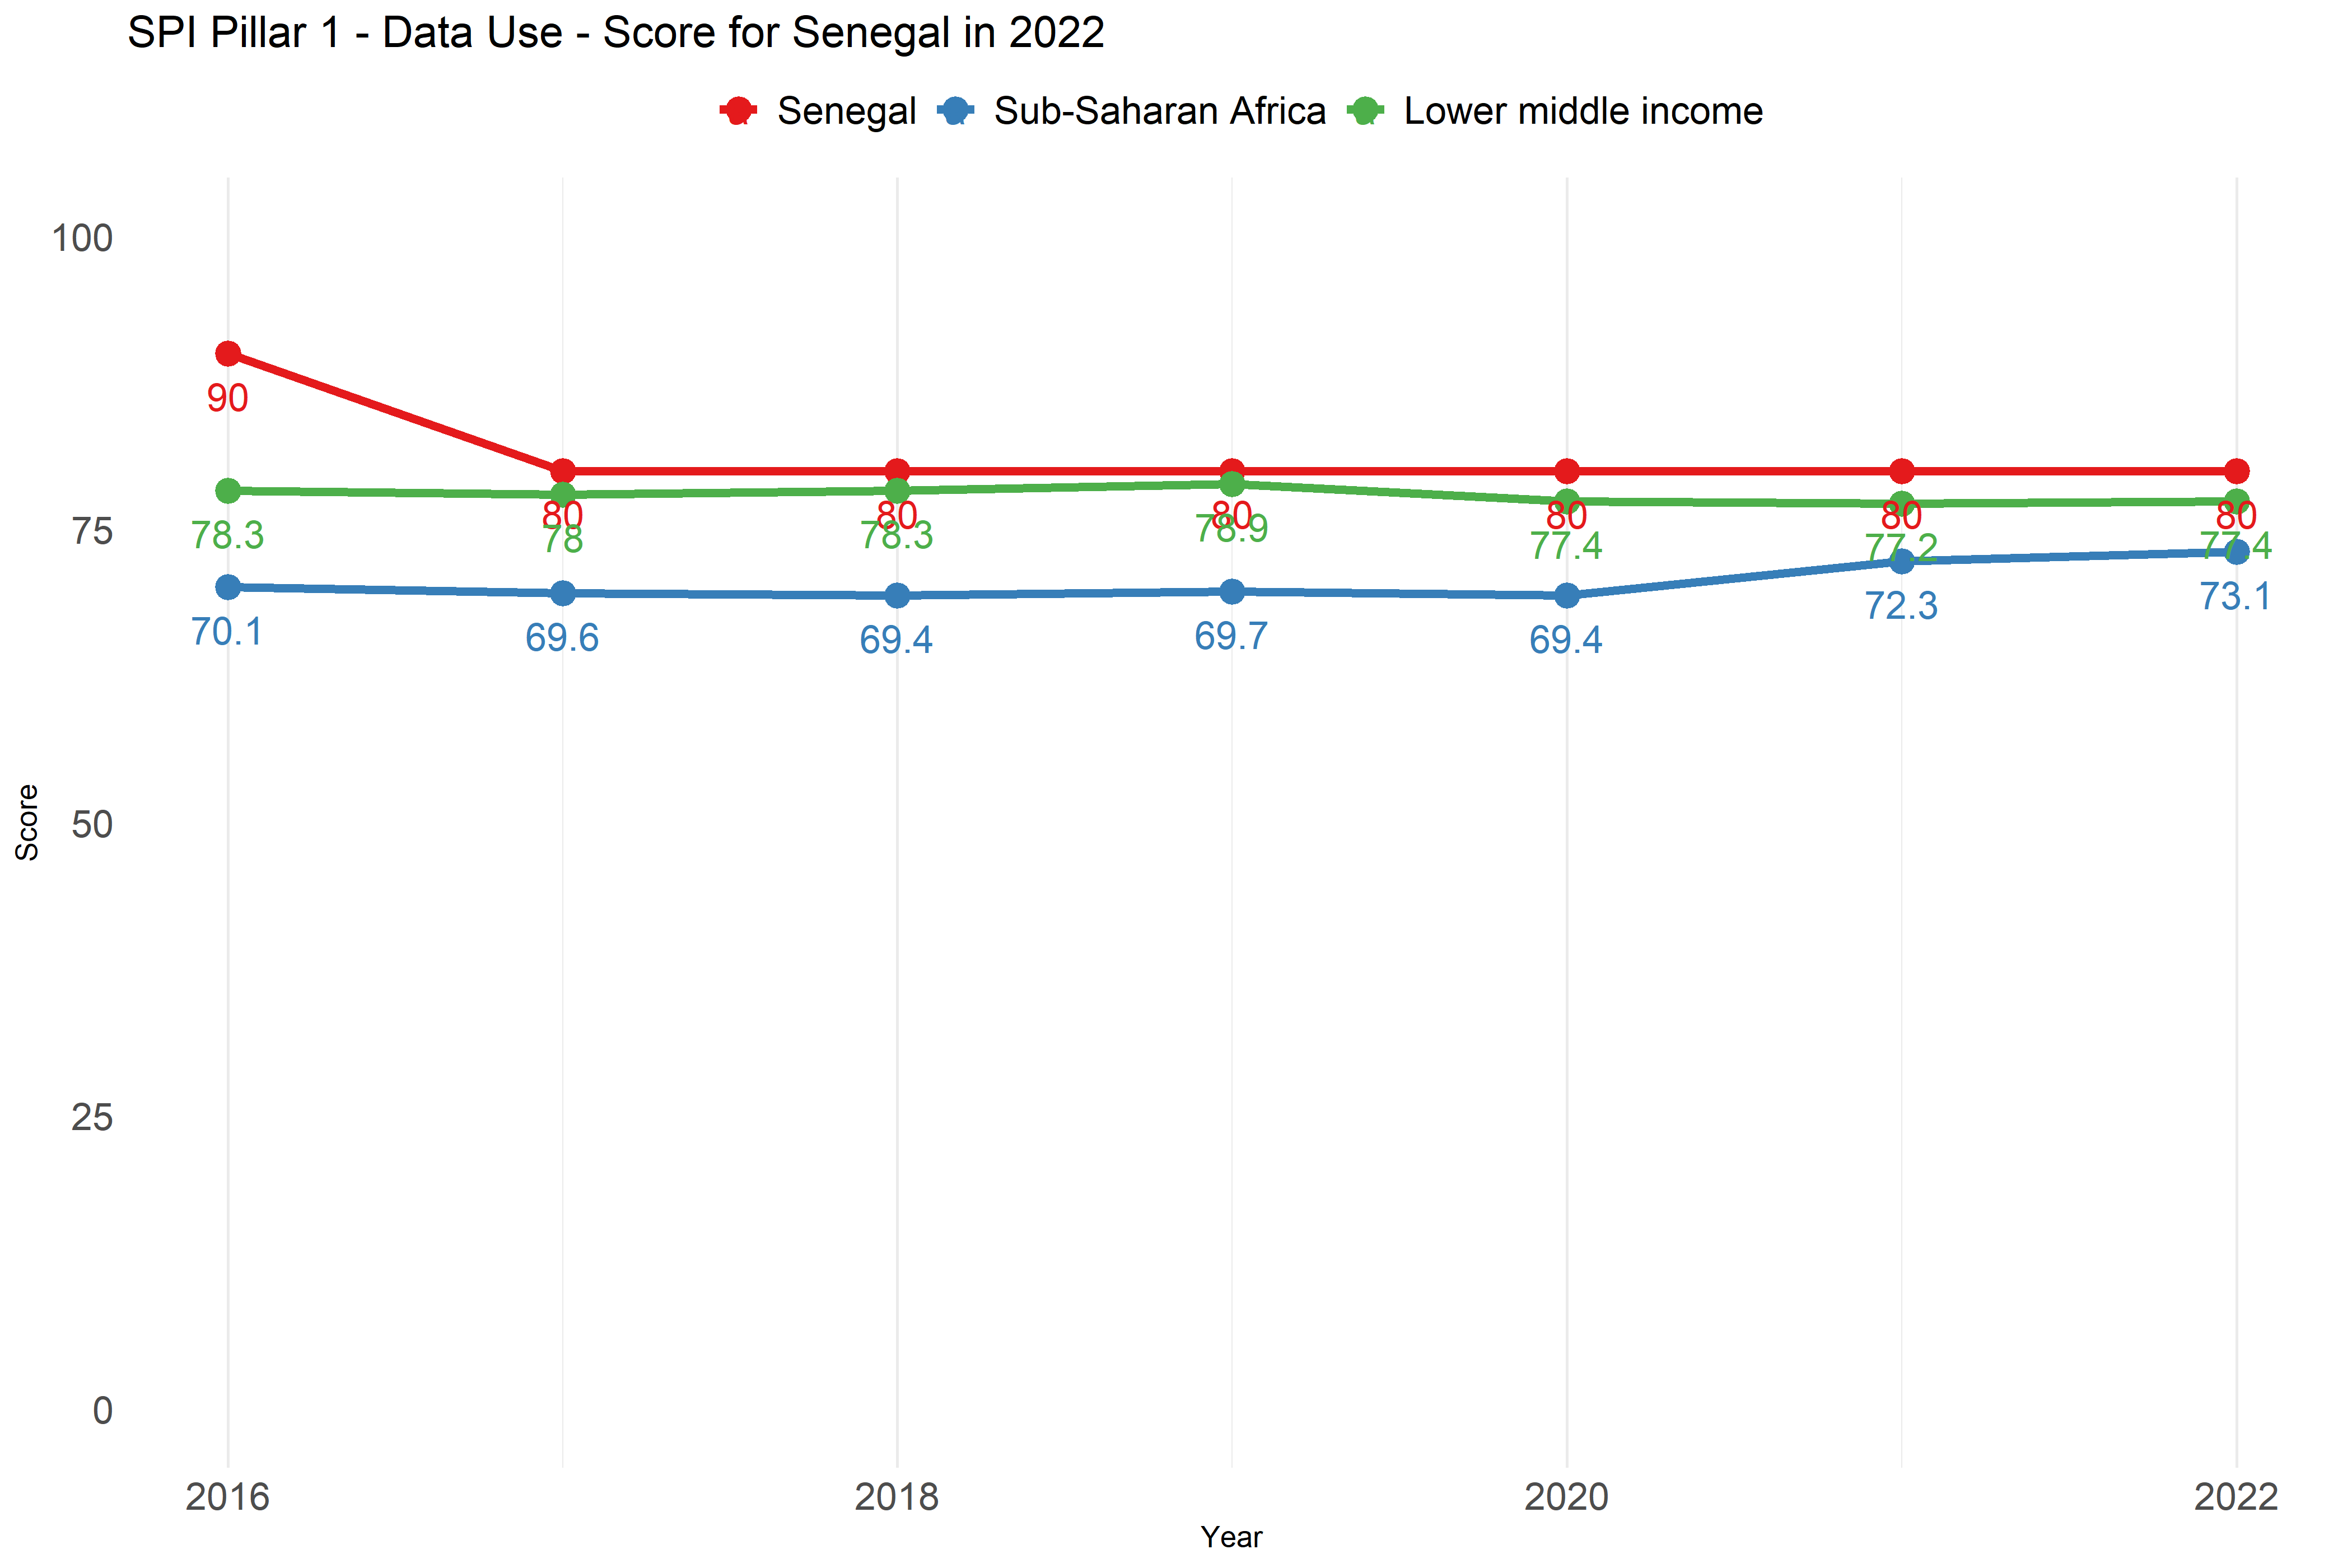 SPI Pillar 1 - Data Use - Score for Senegal in 2022
Senegal Sub-Saharan Africa Lower middle income
100
90
80 80 80 80 80 80
75
78.3 78 78.3 78.9 77.4 77.2 77.4
70.1 69.6 69.4 69.7 69.4 72.3 73.1
Score
50
25
0
2016 2018 2020 2022
Year